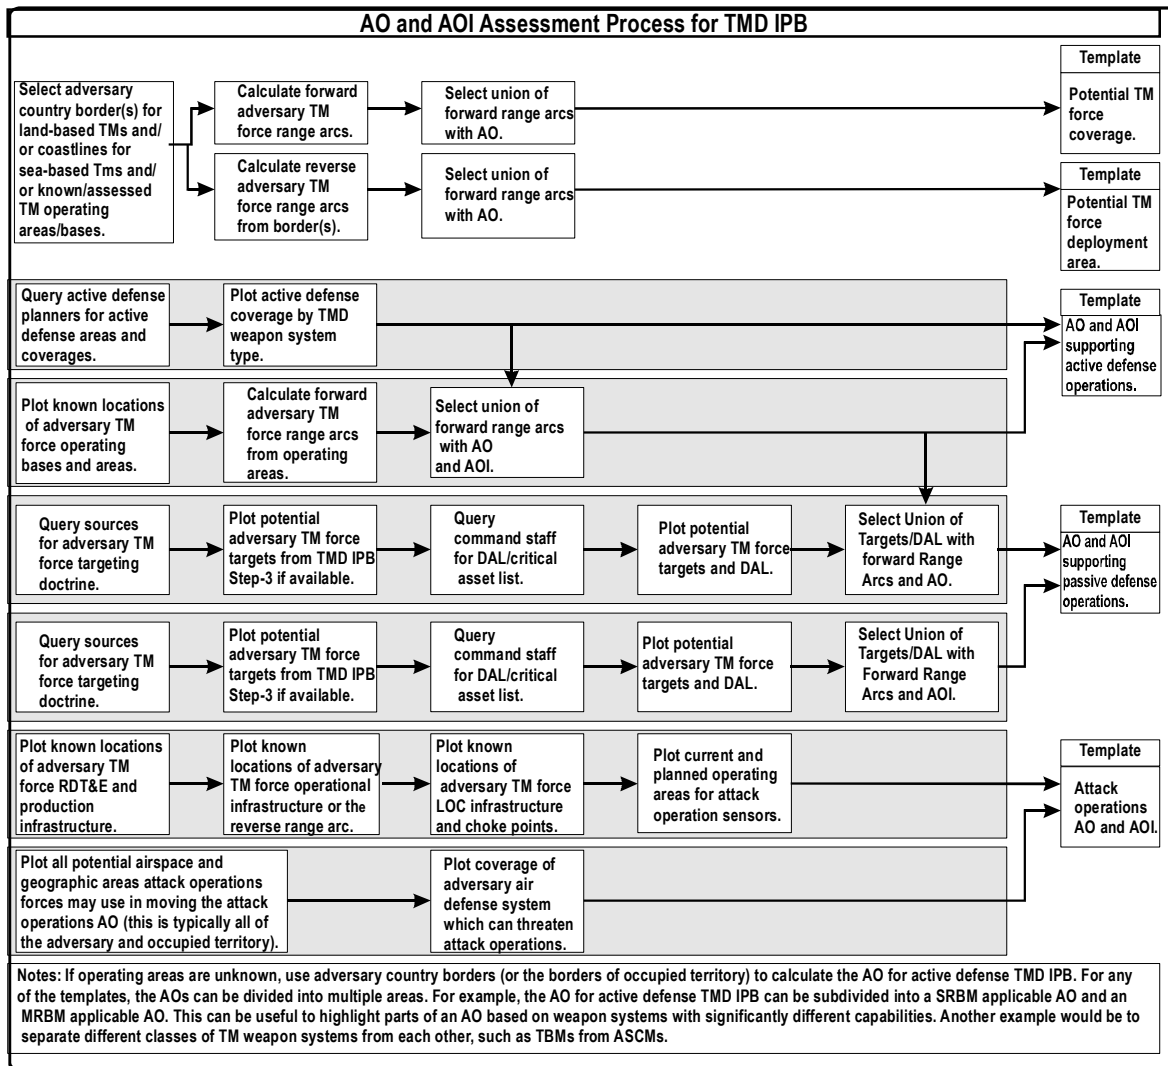 AO and AOI Assessment Process for TMD IPB
Select adversary
country border(s) for
land-based TMs and/
or coastlines for
sea-based Tms and/
or known/assessed
TM operating
areas/bases.
Calculate forward
adversary TM
force range arcs.
Select union of
forward range arcs
with AO.
Template
Potential TM
force
coverage.
Calculate reverse
adversary TM
force range arcs
from border(s).
Select union of
forward range arcs
with AO.
Template
Potential TM
force
deployment
area.
Query active defense
planners for active
defense areas and
coverages.
Plot active defense
coverage by TMD
weapon system
type.
Template
AO and AOI
supporting
active defense
operations.
Plot known locations
of adversary TM
force operating
bases and areas.
Calculate forward
adversary TM
force range arcs
from operating
areas.
Select union of
forward range arcs
with AO
and AOI.
Query sources
for adversary TM
force targeting
doctrine.
Plot potential
adversary TM force
targets from TMD IPB
Step-3 if available.
Query
command staff
for DAL/critical
asset list.
Plot potential
adversary TM force
targets and DAL.
Select Union of
Targets/DAL with
forward Range
Arcs and AO.
Template
AO and AOI
supporting
passive defense
operations.
Query sources
for adversary TM
force targeting
doctrine.
Plot potential
adversary TM force
targets from TMD IPB
Step-3 if available.
Query
command staff
for DAL/critical
asset list.
Plot potential
adversary TM force
targets and DAL.
Select Union of
Targets/DAL with
Forward Range
Arcs and AOI.
Plot known locations
of adversary TM
force RDT&E and
production
infrastructure.
Plot known
locations of adversary
TM force operational
infrastructure or the
reverse range arc.
Plot known
locations of
adversary TM force
LOC infrastructure
and choke points.
Plot current and
planned operating
areas for attack
operation sensors.
Template
Attack
operations
AO and AOI.
Plot all potential airspace and
geographic areas attack operations
forces may use in moving the attack
operations AO (this is typically all of
the adversary and occupied territory).
Plot coverage of
adversary air
defense system
which can threaten
attack operations.
Notes: If operating areas are unknown, use adversary country borders (or the borders of occupied territory) to calculate the AO for active defense TMD IPB. For any
of the templates, the AOs can be divided into multiple areas. For example, the AO for active defense TMD IPB can be subdivided into a SRBM applicable AO and an
MRBM applicable AO. This can be useful to highlight parts of an AO based on weapon systems with significantly different capabilities. Another example would be to
separate different classes of TM weapon systems from each other, such as TBMs from ASCMs.